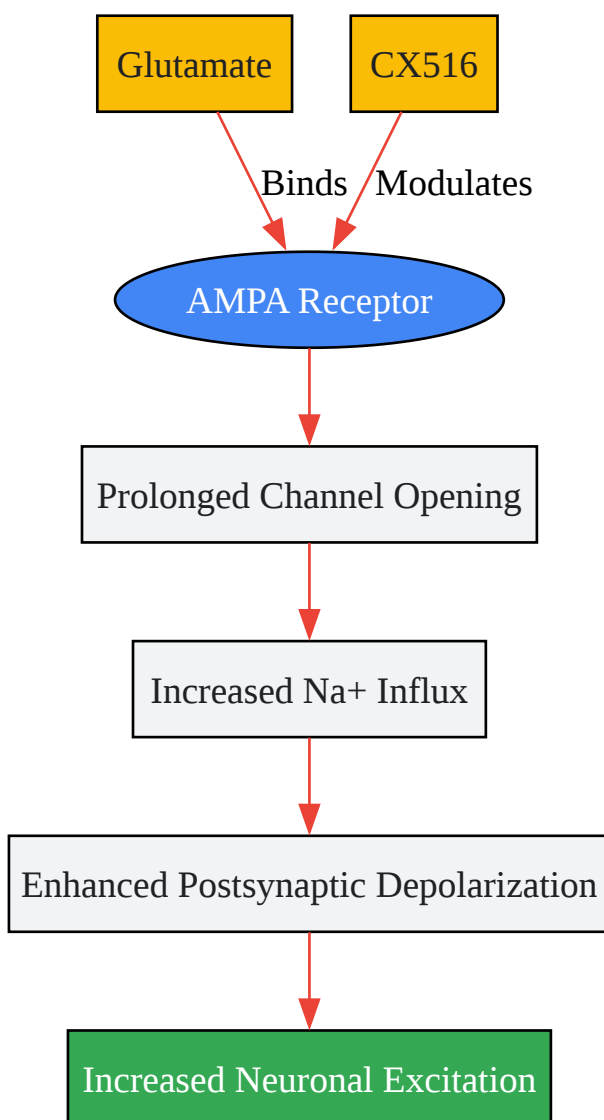 Glutamate
CX516
Binds
Modulates
AMPA Receptor
Prolonged Channel Opening
Increased Na+ Influx
Enhanced Postsynaptic Depolarization
Increased Neuronal Excitation